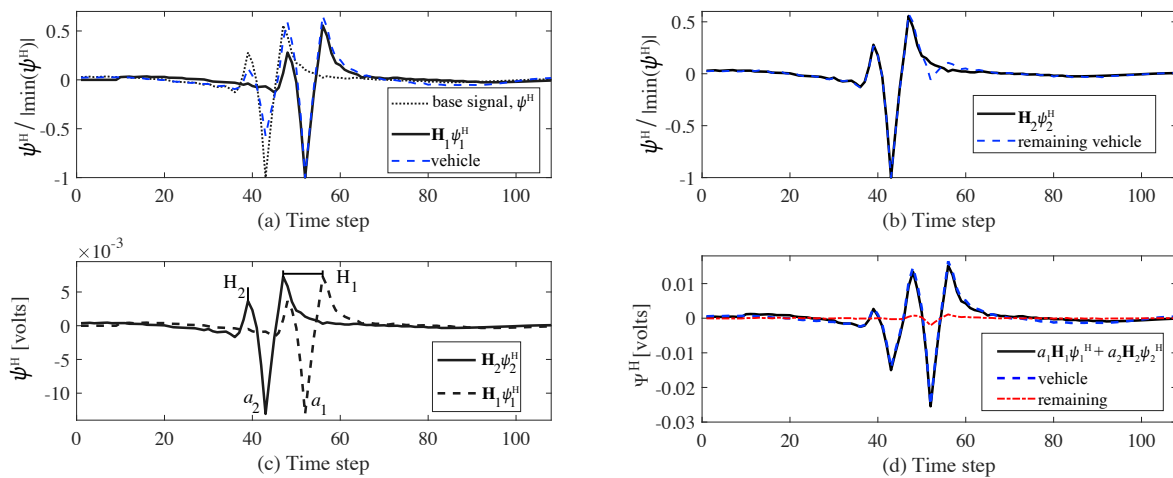 0.5
0
-0.5
-1
ψᴴ / |min(ψᴴ)|
base signal, ψᴴ
H₁ψ₁ᴴ
vehicle
0 20 40 60 80 100
(a) Time step
0.5
0
-0.5
-1
ψᴴ / |min(ψᴴ)|
H₂ψ₂ᴴ
remaining vehicle
0 20 40 60 80 100
(b) Time step
×10⁻³
5
0
-5
-10
ψᴴ [volts]
H₂
H₁
a₂
a₁
H₂ψ₂ᴴ
H₁ψ₁ᴴ
0 20 40 60 80 100
(c) Time step
0.01
0
-0.01
-0.02
-0.03
Ψᴴ [volts]
a₁H₁ψ₁ᴴ + a₂H₂ψ₂ᴴ
vehicle
remaining
0 20 40 60 80 100
(d) Time step